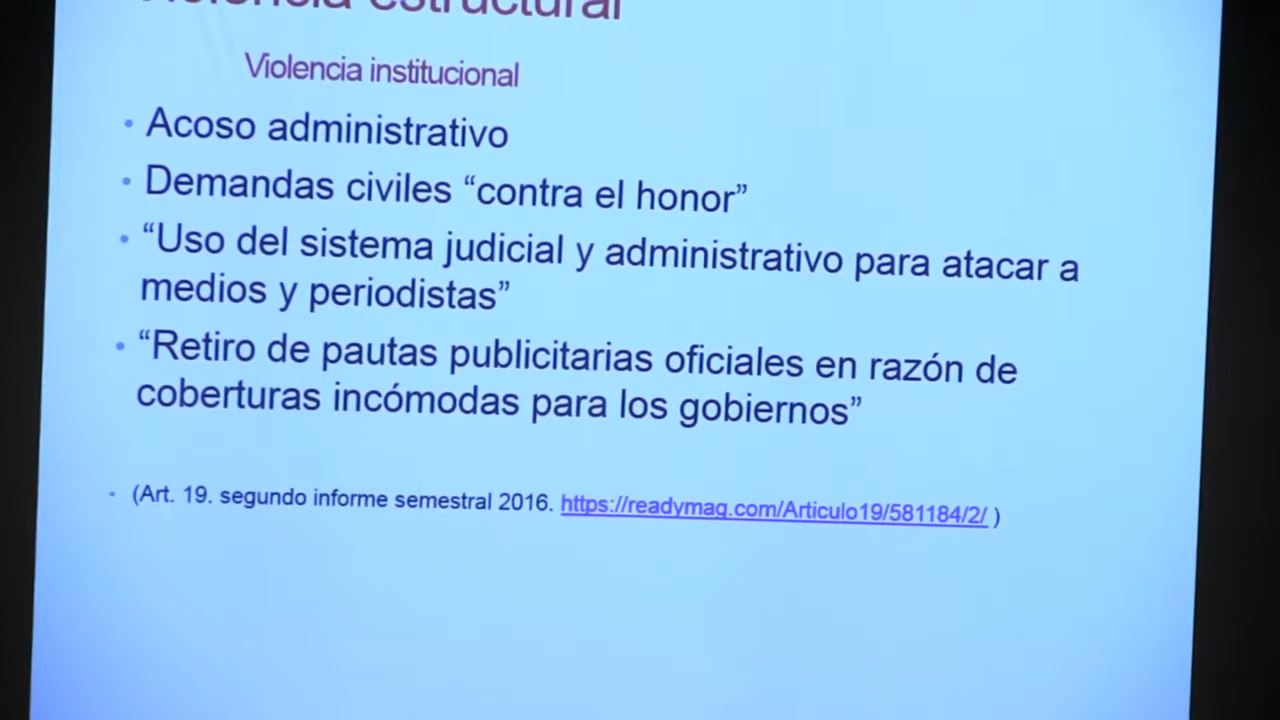 Violencia estructural
Violencia institucional
• Acoso administrativo
• Demandas civiles “contra el honor”
• “Uso del sistema judicial y administrativo para atacar a
medios y periodistas”
• “Retiro de pautas publicitarias oficiales en razón de
coberturas incómodas para los gobiernos”
• (Art. 19. segundo informe semestral 2016. https://readymag.com/Articulo19/581184/2/ )